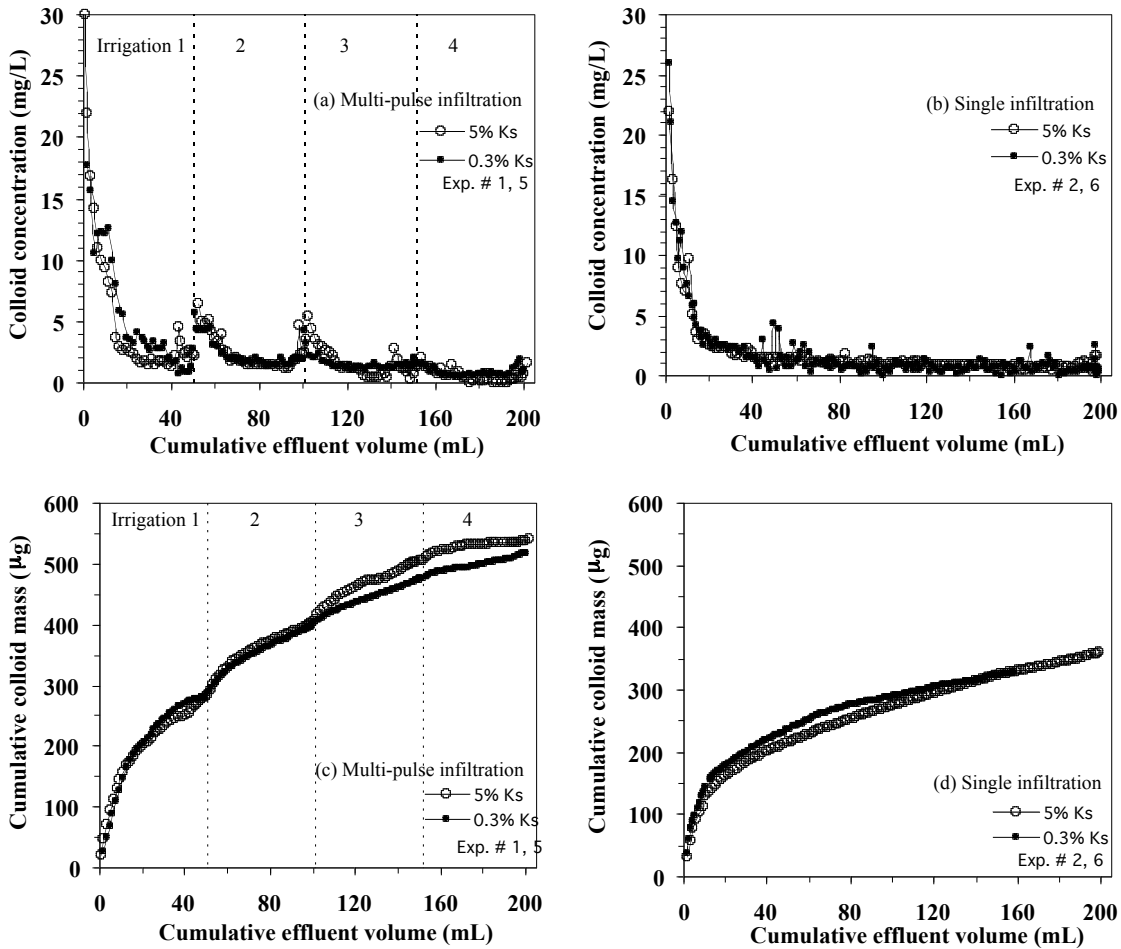 Colloid concentration (mg/L)
30
25
20
15
10
5
0
Irrigation 1 2 3 4
(a) Multi-pulse infiltration
5% Ks
0.3% Ks
Exp. # 1, 5
0 40 80 120 160 200
Cumulative effluent volume (mL)
Colloid concentration (mg/L)
30
25
20
15
10
5
0
(b) Single infiltration
5% Ks
0.3% Ks
Exp. # 2, 6
0 40 80 120 160 200
Cumulative effluent volume (mL)
Cumulative colloid mass (μg)
600
500
400
300
200
100
0
Irrigation 1 2 3 4
(c) Multi-pulse infiltration
5% Ks
0.3% Ks
Exp. # 1, 5
0 40 80 120 160 200
Cumulative effluent volume (mL)
Cumulative colloid mass (μg)
600
500
400
300
200
100
0
(d) Single infiltration
5% Ks
0.3% Ks
Exp. # 2, 6
0 40 80 120 160 200
Cumulative effluent volume (mL)